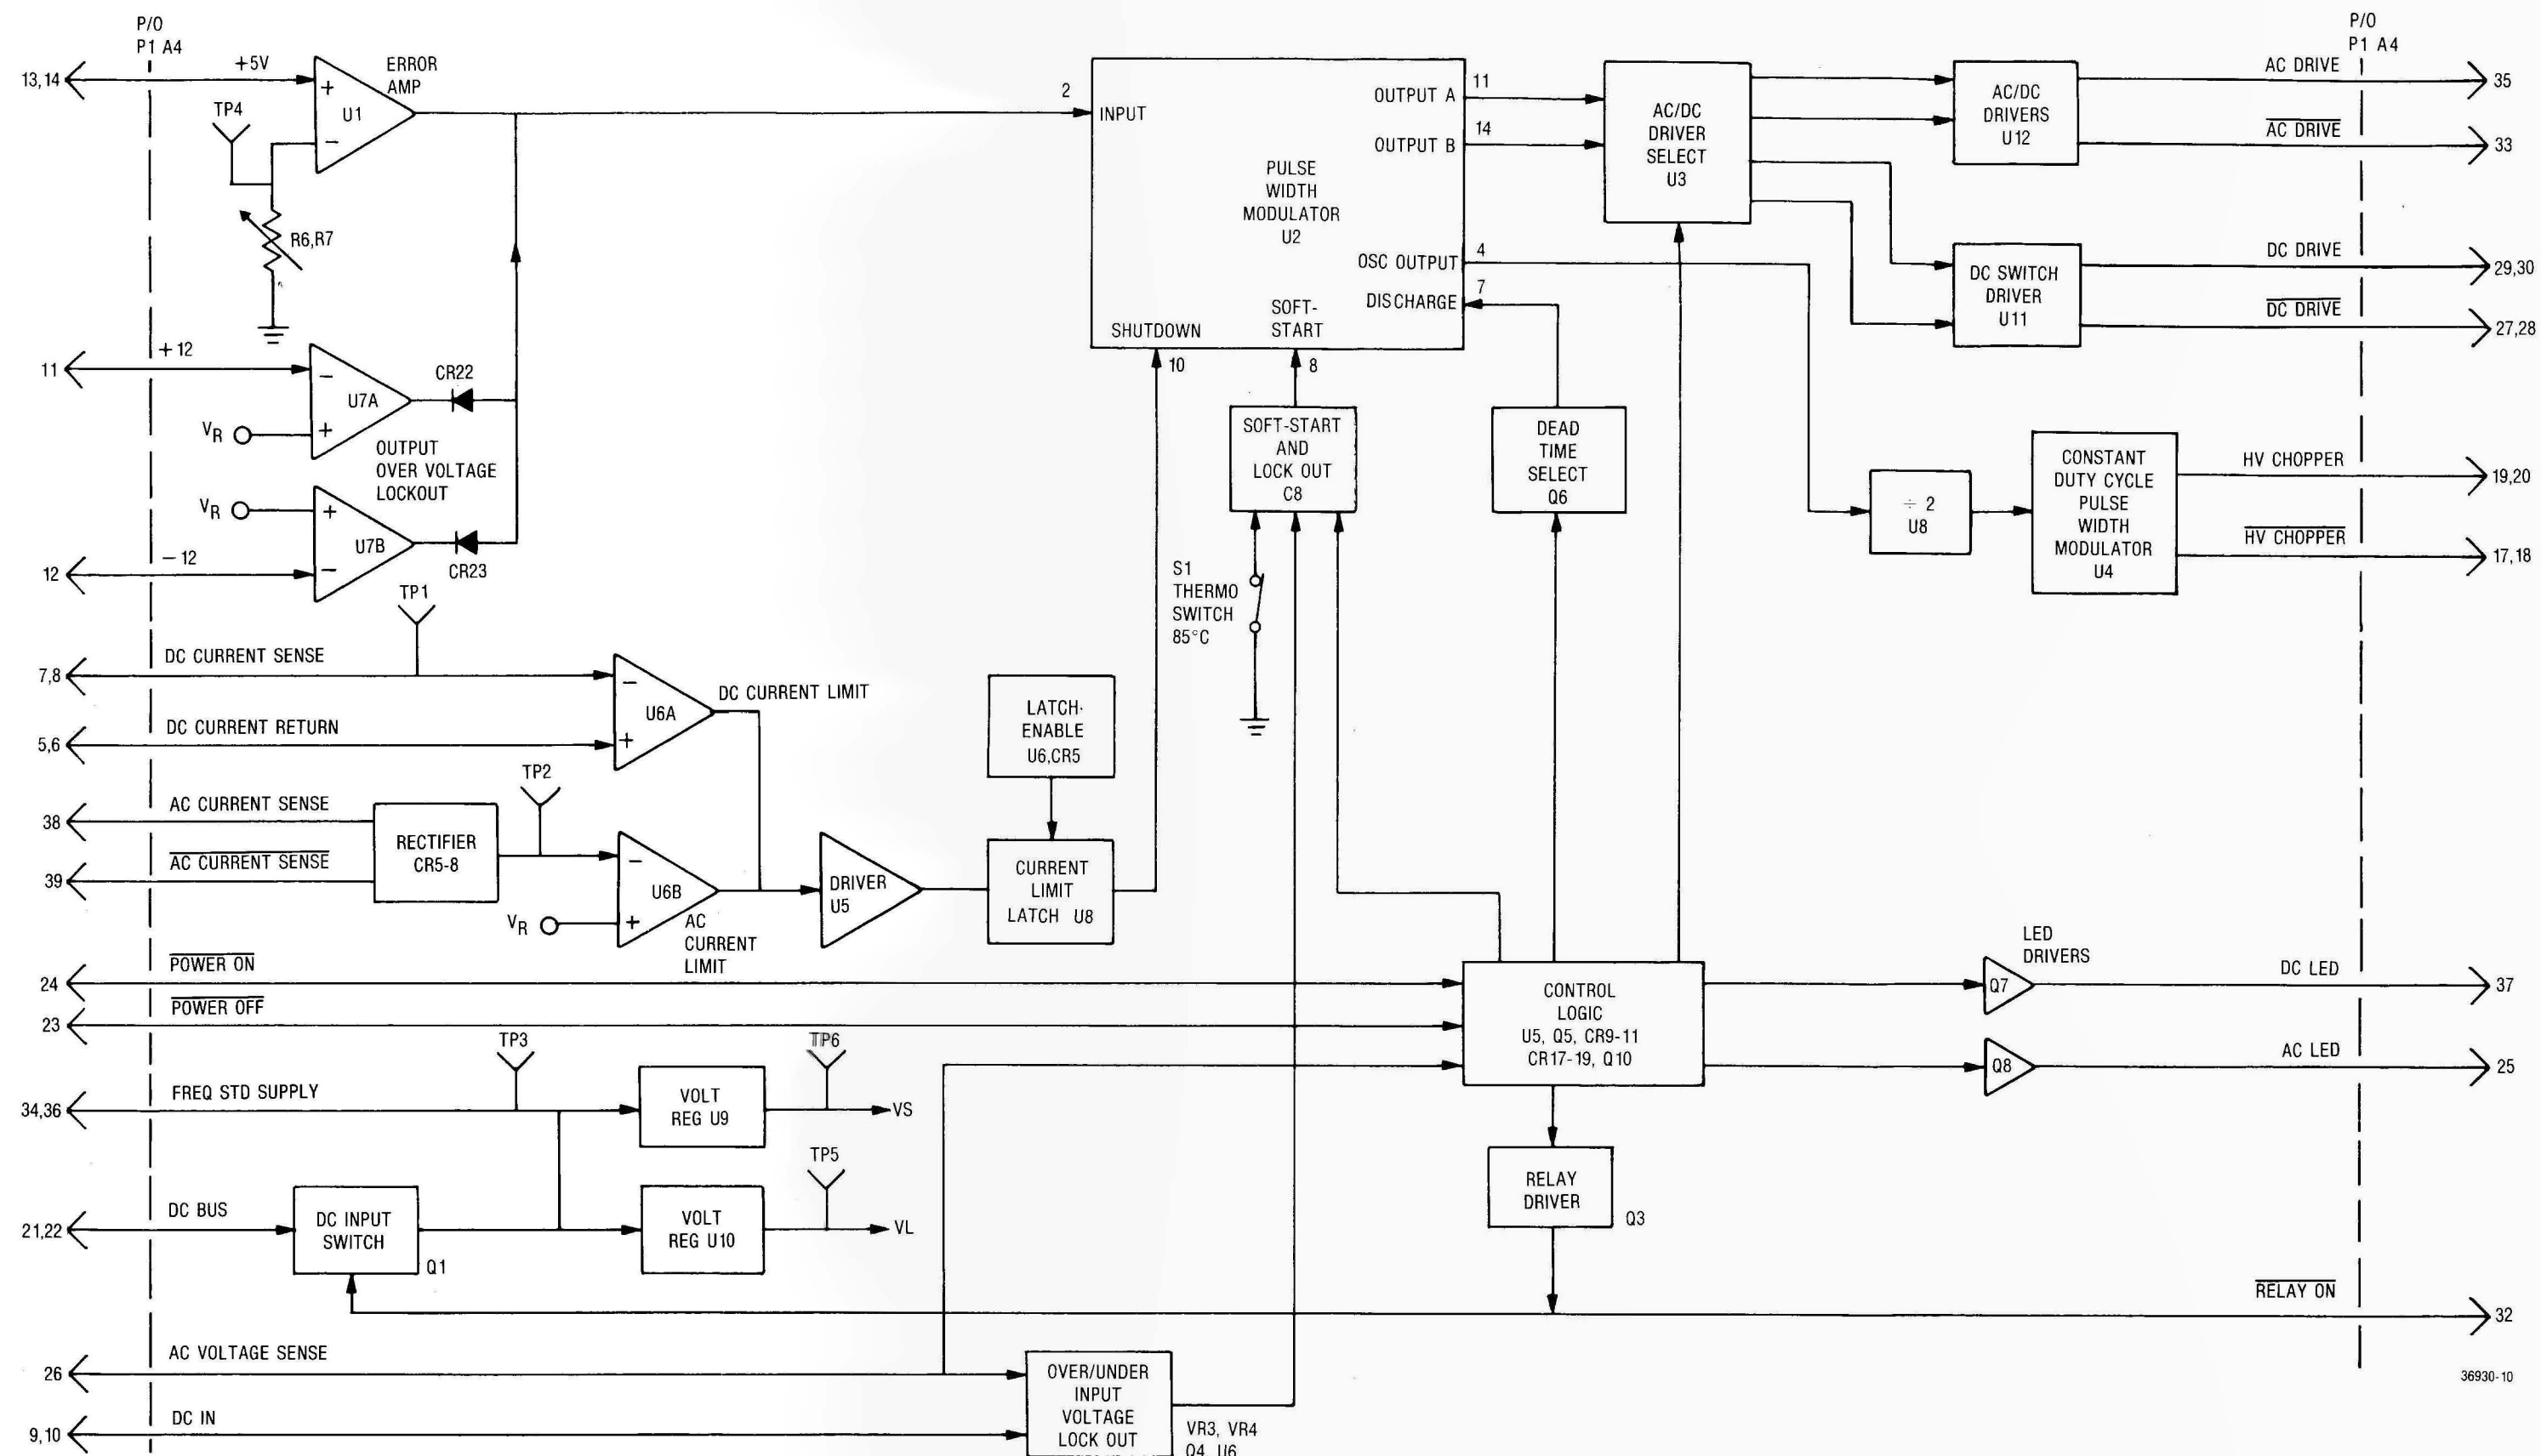 P/O
P1 A4
13,14
+5V
TP4
+
−
U1
ERROR
AMP
R6,R7
11
+12
−
+
U7A
CR22
VR
OUTPUT
OVER VOLTAGE
LOCKOUT
VR
+
−
U7B
CR23
12
−12
TP1
7,8
DC CURRENT SENSE
−
+
U6A
DC CURRENT LIMIT
5,6
DC CURRENT RETURN
TP2
38
AC CURRENT SENSE
39
AC CURRENT SENSE
RECTIFIER
CR5-8
−
+
U6B
VR
AC
CURRENT
LIMIT
DRIVER
U5
LATCH-
ENABLE
U6,CR5
CURRENT
LIMIT
LATCH U8
24
POWER ON
23
POWER OFF
TP3
TP6
34,36
FREQ STD SUPPLY
VOLT
REG U9
VS
TP5
21,22
DC BUS
DC INPUT
SWITCH
Q1
VOLT
REG U10
VL
26
AC VOLTAGE SENSE
9,10
DC IN
OVER/UNDER
INPUT
VOLTAGE
LOCK OUT
VR3, VR4
Q4, U6
2
INPUT
PULSE
WIDTH
MODULATOR
U2
OUTPUT A
11
OUTPUT B
14
OSC OUTPUT
4
DISCHARGE
7
SHUTDOWN
10
SOFT-
START
8
SOFT-START
AND
LOCK OUT
C8
S1
THERMO
SWITCH
85°C
DEAD
TIME
SELECT
Q6
AC/DC
DRIVER
SELECT
U3
AC/DC
DRIVERS
U12
DC SWITCH
DRIVER
U11
÷ 2
U8
CONSTANT
DUTY CYCLE
PULSE
WIDTH
MODULATOR
U4
CONTROL
LOGIC
U5, Q5, CR9-11
CR17-19, Q10
RELAY
DRIVER
Q3
LED
DRIVERS
Q7
Q8
P/O
P1 A4
AC DRIVE
35
AC DRIVE
33
DC DRIVE
29,30
DC DRIVE
27,28
HV CHOPPER
19,20
HV CHOPPER
17,18
DC LED
37
AC LED
25
RELAY ON
32
36930-10